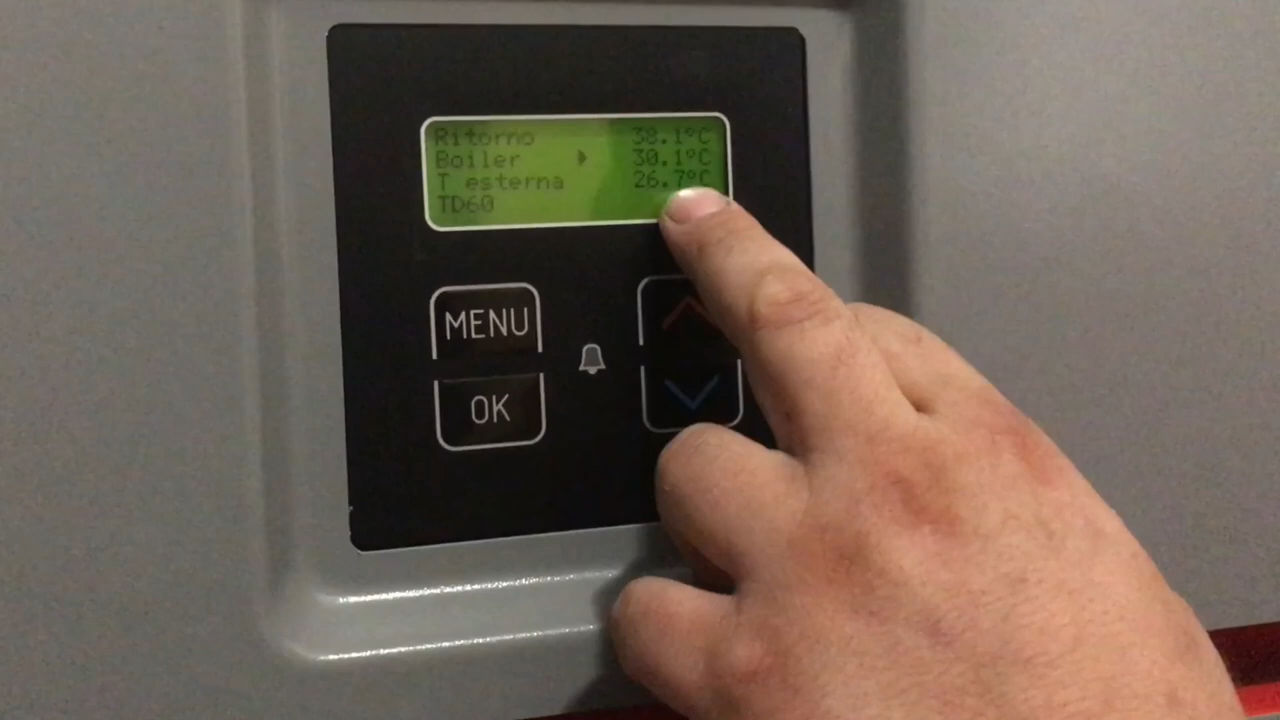 Ritorno 38.1°C
Boiler 30.1°C
T esterna 26.7°C
TD60
MENU
OK